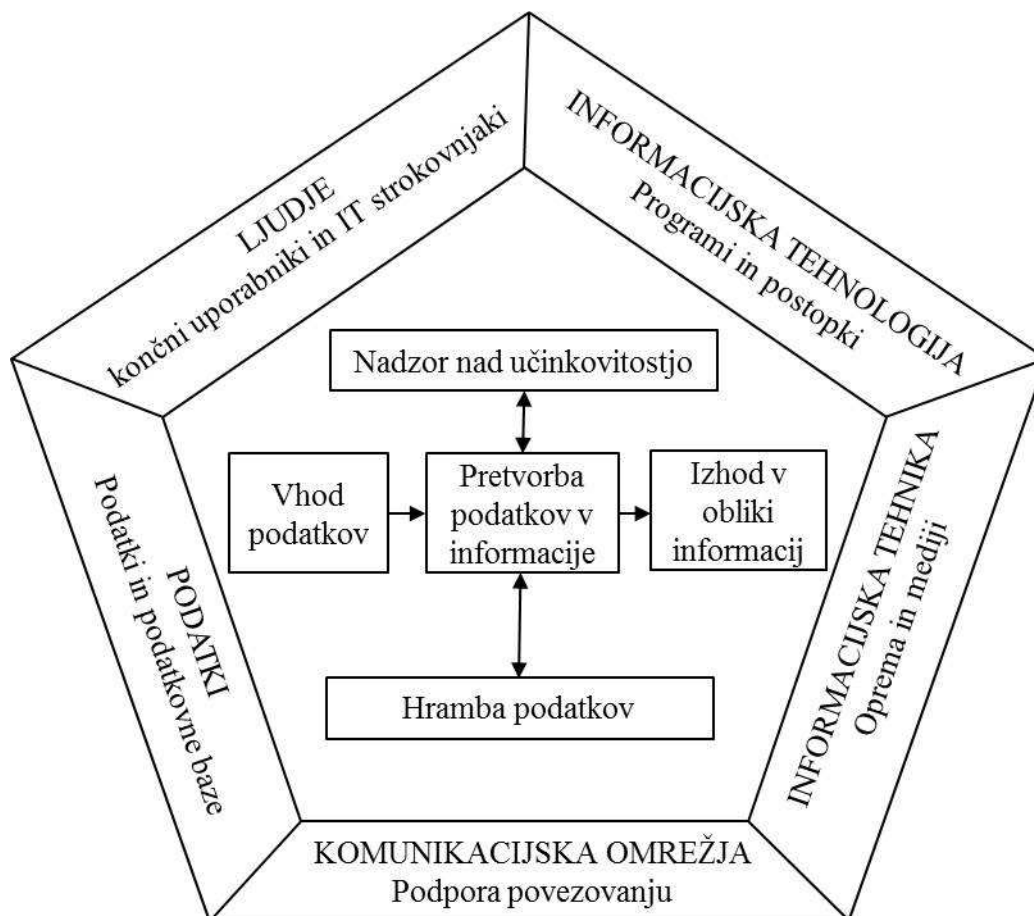 LJUDJE
končni uporabniki in IT strokovnjaki
INFORMACIJSKA TEHNOLOGIJA
Programi in postopki
Nadzor nad učinkovitostjo
Vhod
podatkov
Pretvorba
podatkov v
informacije
Izhod v
obliki
informacij
Hramba podatkov
PODATKI
Podatki in podatkovne baze
INFORMACIJSKA TEHNIKA
Oprema in mediji
KOMUNIKACIJSKA OMREŽJA
Podpora povezovanju